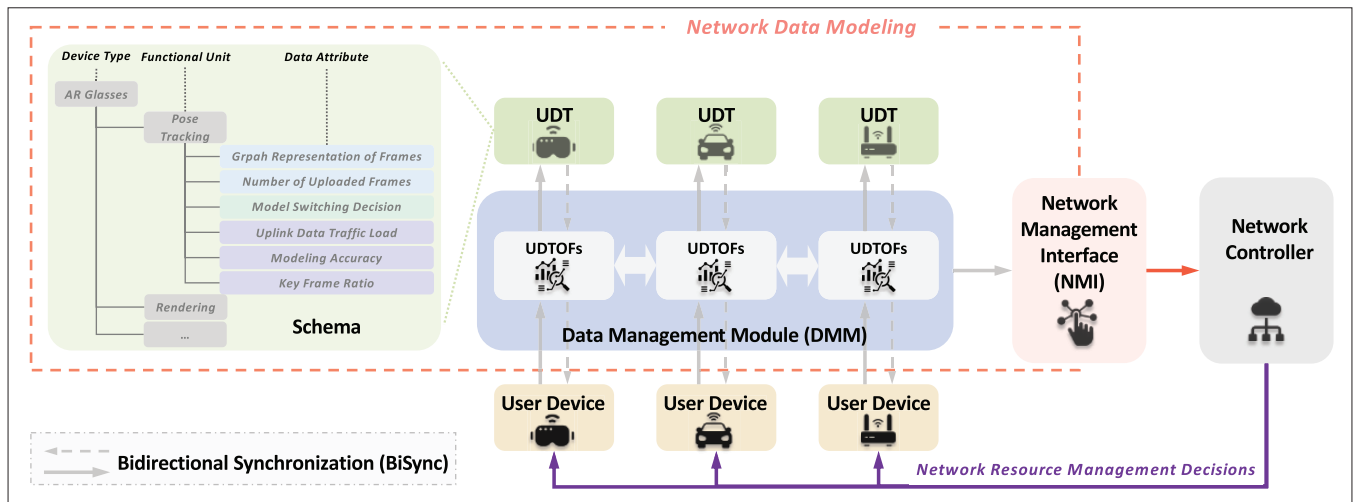 Network Data Modeling
Device Type
Functional Unit
Data Attribute
AR Glasses
Pose
Tracking
Grpah Representation of Frames
Number of Uploaded Frames
Model Switching Decision
Uplink Data Traffic Load
Modeling Accuracy
Key Frame Ratio
Rendering
...
Schema
UDT
UDT
UDT
UDTOFs
UDTOFs
UDTOFs
Data Management Module (DMM)
Network
Management
Interface
(NMI)
Network
Controller
User Device
User Device
User Device
Bidirectional Synchronization (BiSync)
Network Resource Management Decisions